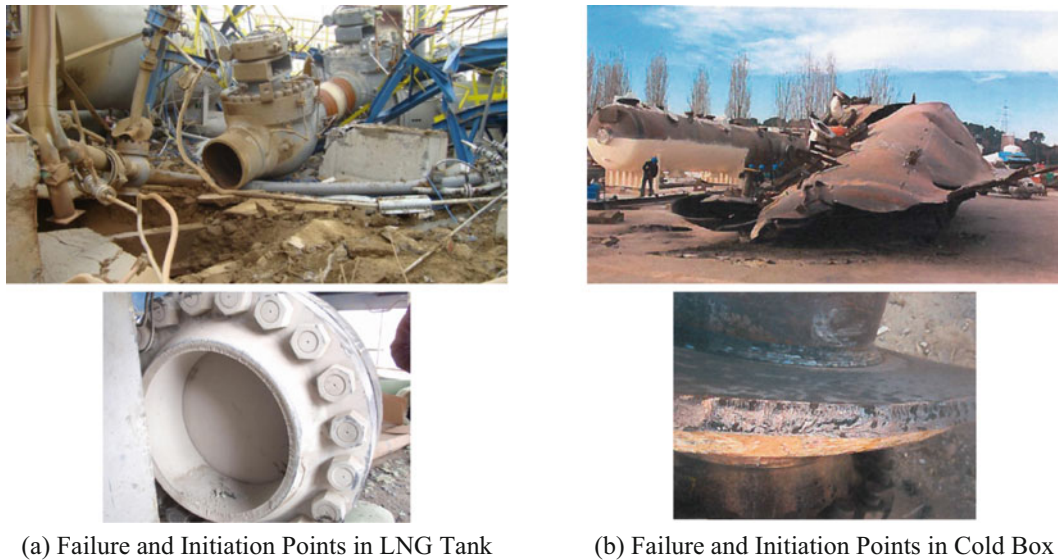 (a) Failure and Initiation Points in LNG Tank
(b) Failure and Initiation Points in Cold Box